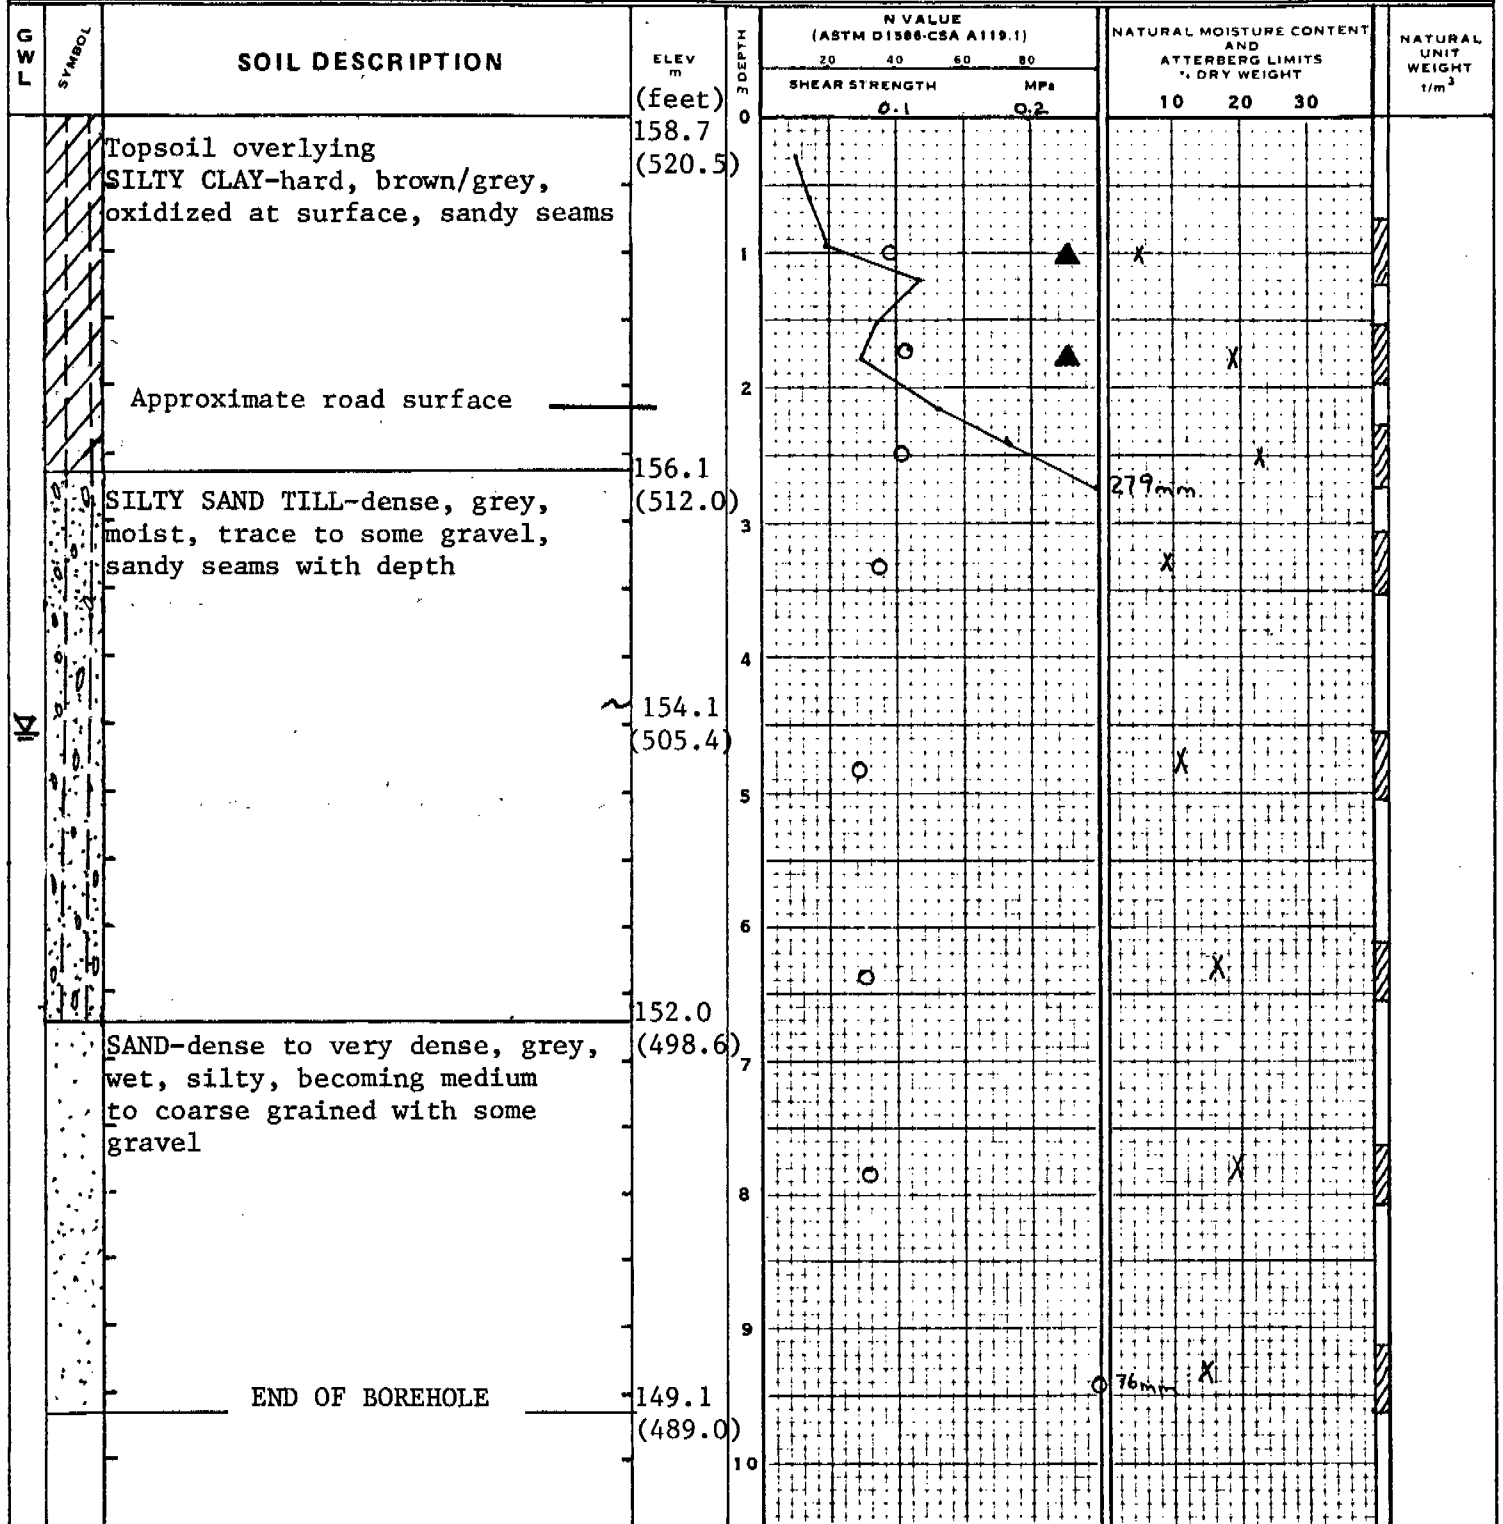 GWL
SYMBOL
SOIL DESCRIPTION
ELEV
m
(feet)
DEPTH
N VALUE
(ASTM D1586-CSA A119.1)
20 40 60 80
SHEAR STRENGTH MPa
0.1 0.2
NATURAL MOISTURE CONTENT
AND
ATTERBERG LIMITS
% DRY WEIGHT
10 20 30
NATURAL
UNIT
WEIGHT
t/m³
0
158.7
(520.5)
Topsoil overlying
SILTY CLAY-hard, brown/grey,
oxidized at surface, sandy seams
1
2
Approximate road surface
156.1
(512.0)
SILTY SAND TILL-dense, grey,
moist, trace to some gravel,
sandy seams with depth
279mm
3
4
~ 154.1
(505.4)
5
6
152.0
(498.6)
SAND-dense to very dense, grey,
wet, silty, becoming medium
to coarse grained with some
gravel
7
8
9
76mm
END OF BOREHOLE
149.1
(489.0)
10